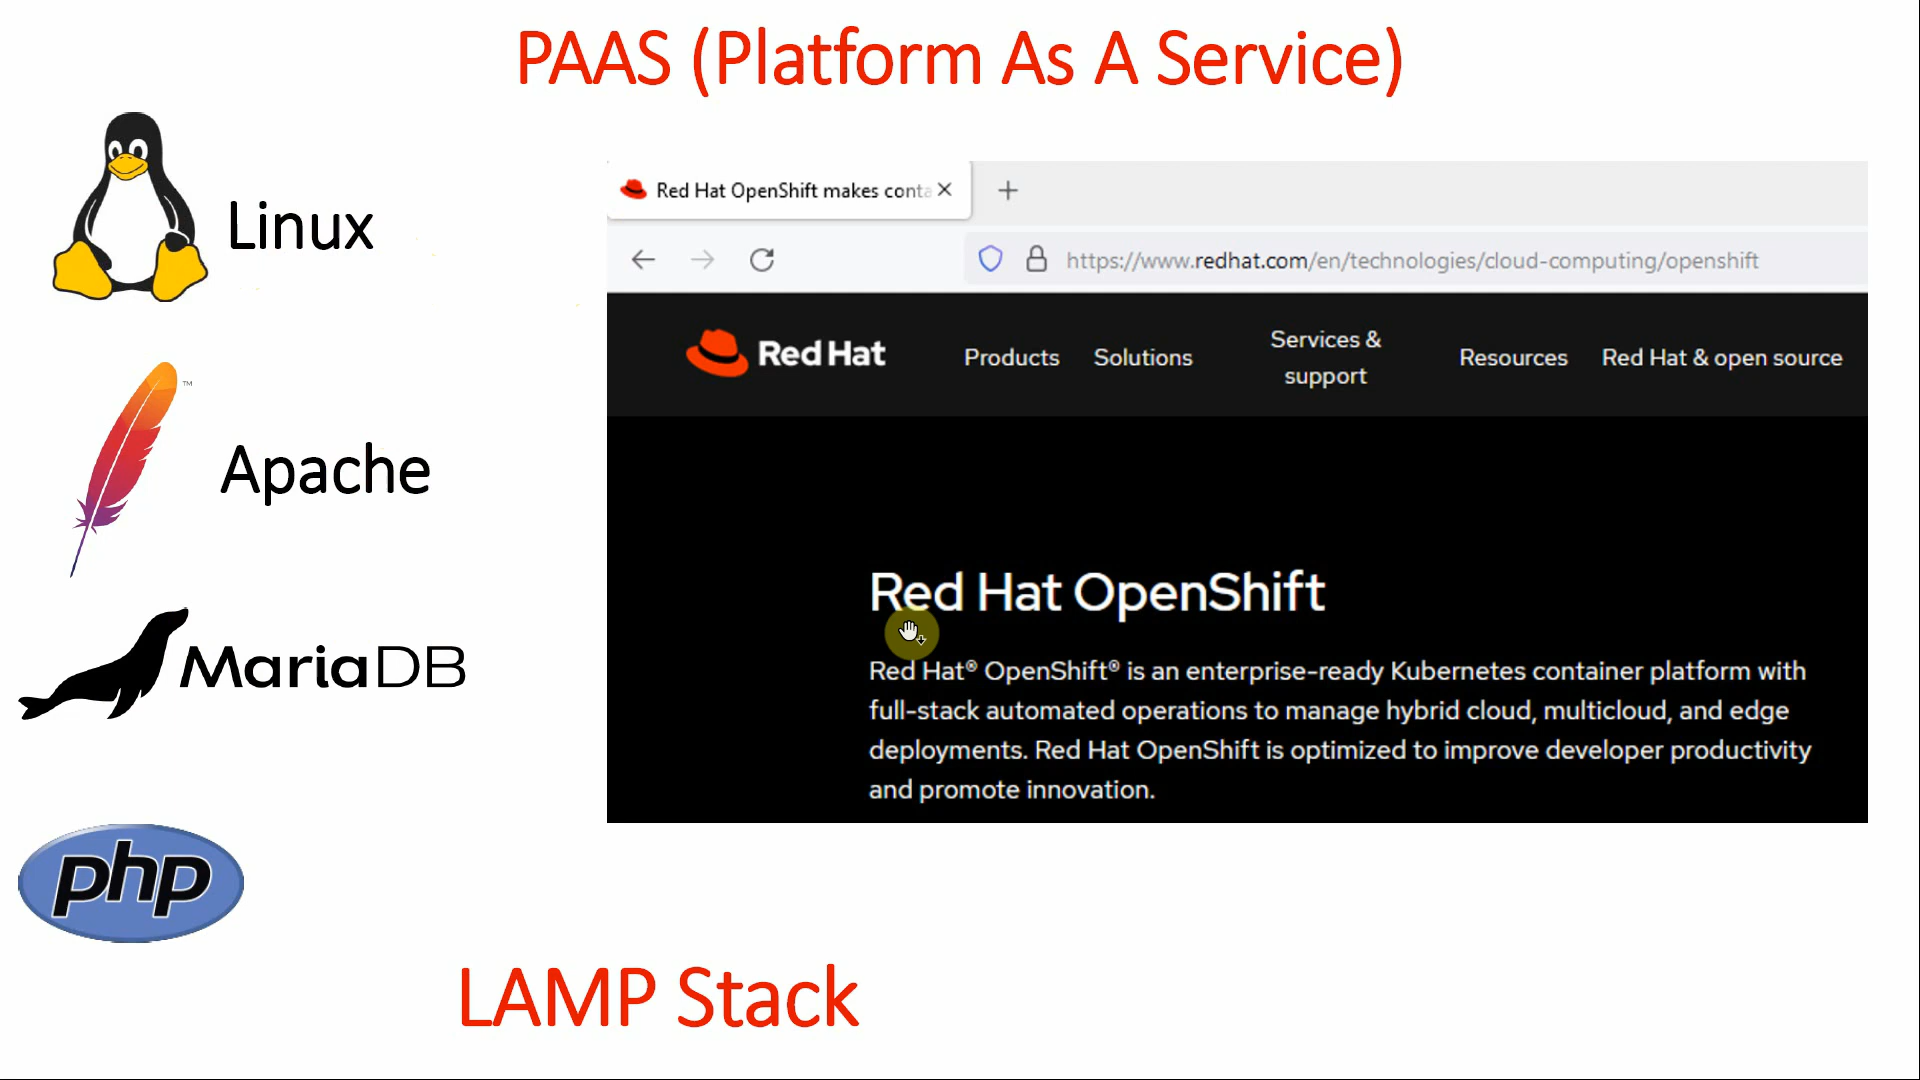 PAAS (Platform As A Service)
Linux
Apache
TM
MariaDB
php
LAMP Stack
Red Hat OpenShift makes conta
https://www.redhat.com/en/technologies/cloud-computing/openshift
Red Hat
Products
Solutions
Services &
support
Resources
Red Hat & open source
Red Hat OpenShift
Red Hat® OpenShift® is an enterprise-ready Kubernetes container platform with
full-stack automated operations to manage hybrid cloud, multicloud, and edge
deployments. Red Hat OpenShift is optimized to improve developer productivity
and promote innovation.